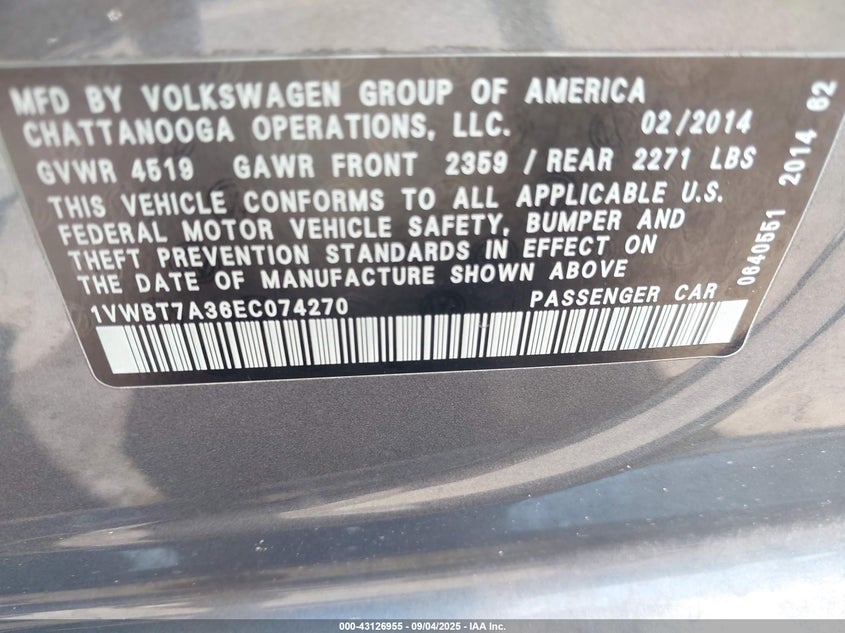 MFD BY VOLKSWAGEN GROUP OF AMERICA
CHATTANOOGA OPERATIONS, LLC. 02/2014
GVWR 4519 GAWR FRONT 2359 / REAR 2271 LBS
THIS VEHICLE CONFORMS TO ALL APPLICABLE U.S.
FEDERAL MOTOR VEHICLE SAFETY, BUMPER AND
THEFT PREVENTION STANDARDS IN EFFECT ON
THE DATE OF MANUFACTURE SHOWN ABOVE
1VWBT7A36EC074270 PASSENGER CAR
0640551 2014 62
000-43126955 - 09/04/2025 - IAA Inc.